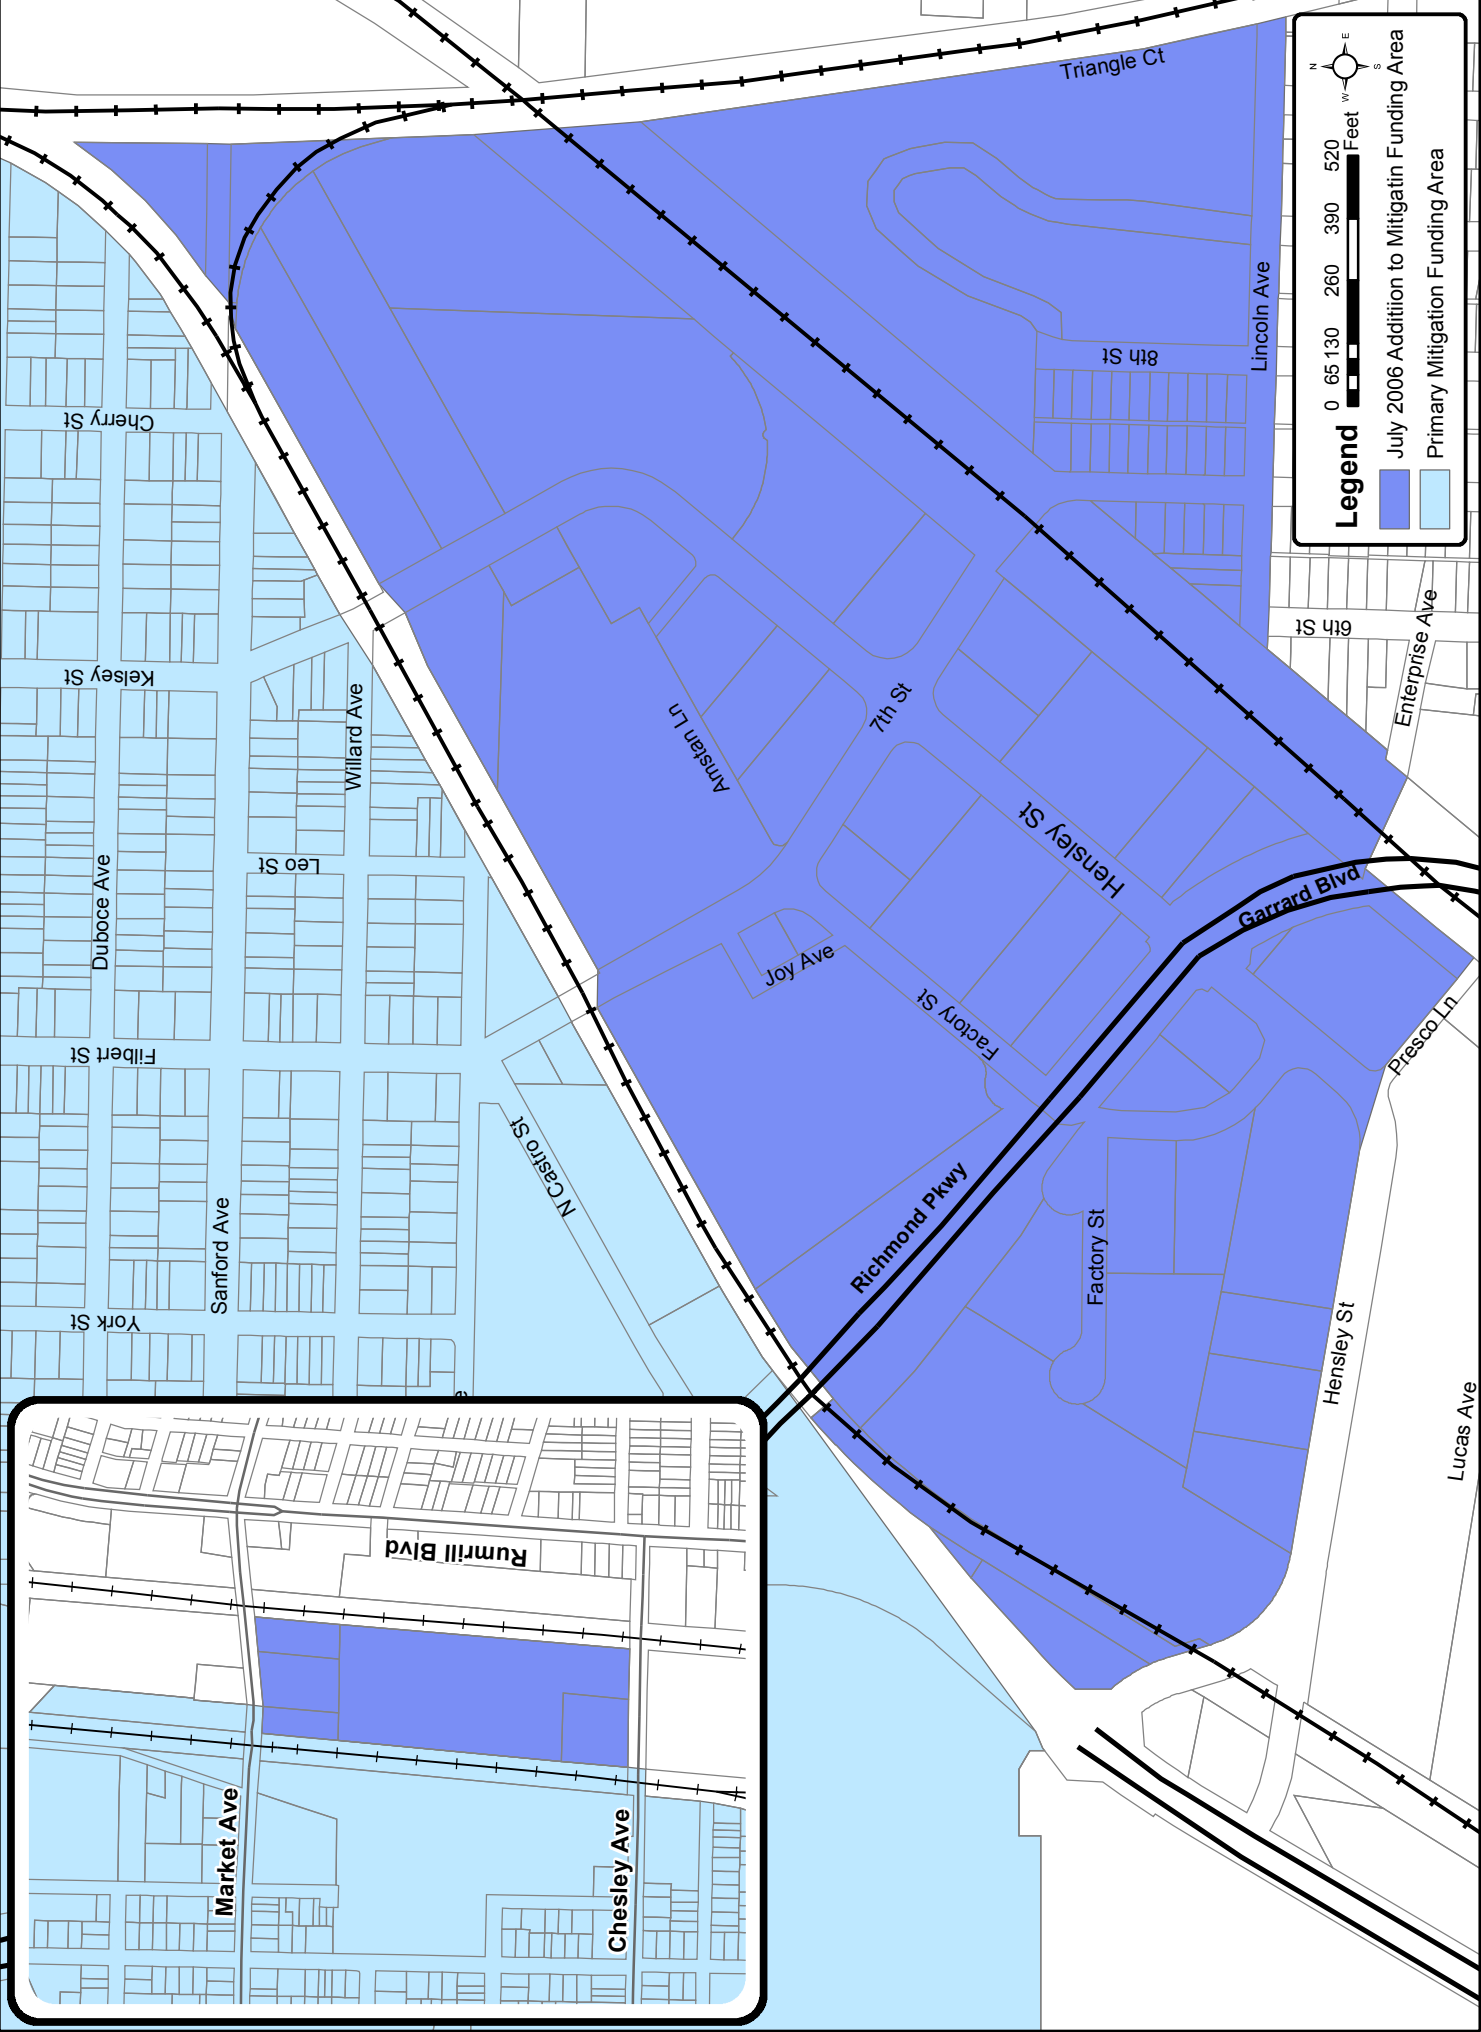 Triangle Ct
Cherry St
Kelsey St
Willard Ave
Duboce Ave
Leo St
Filbert St
Sanford Ave
York St
N Castro St
Amstan Ln
7th St
Hensley St
Joy Ave
Factory St
Richmond Pkwy
Garrard Blvd
8th St
Lincoln Ave
6th St
Enterprise Ave
Presco Ln
Factory St
Hensley St
Lucas Ave
Rumrill Blvd
Market Ave
Chesley Ave
Legend
0 65 130 260 390 520
Feet
N
E
S
W
July 2006 Addition to Mitigatin Funding Area
Primary Mitigation Funding Area